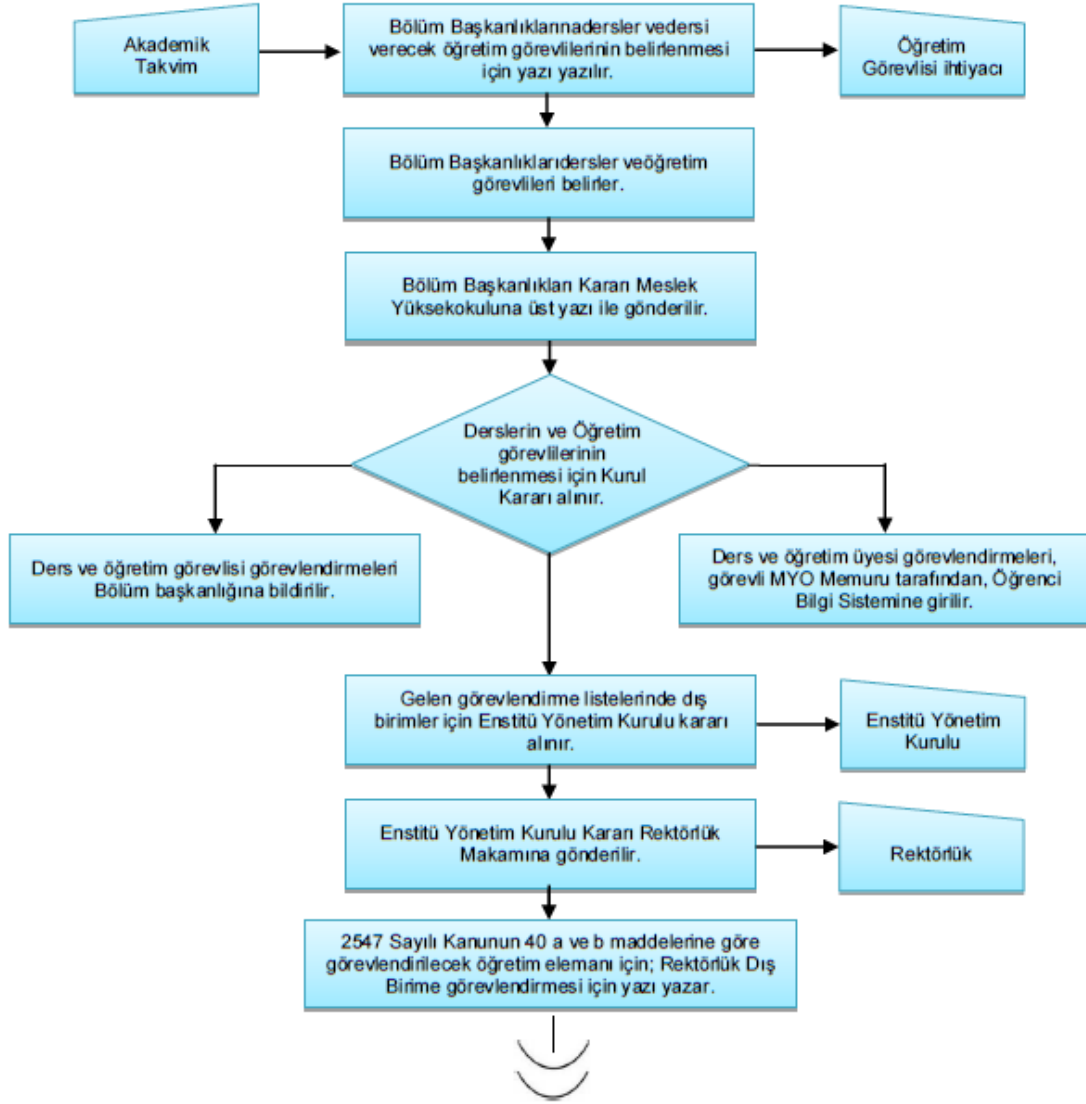 Akademik
Takvim
Bölüm Başkanlıklarınadersler vedersi
verecek öğretim görevlilerinin belirlenmesi
için yazı yazılır.
Öğretim
Görevlisi ihtiyacı
Bölüm Başkanlıklarıdersler veöğretim
görevlileri belirler.
Bölüm Başkanlıkları Kararı Meslek
Yüksekokuluna üst yazı ile gönderilir.
Derslerin ve Öğretim
görevlilerinin
belirlenmesi için Kurul
Kararı alınır.
Ders ve öğretim görevlisi görevlendirmeleri
Bölüm başkanlığına bildirilir.
Ders ve öğretim üyesi görevlendirmeleri,
görevli MYO Memuru tarafından, Öğrenci
Bilgi Sistemine girilir.
Gelen görevlendirme listelerinde dış
birimler için Enstitü Yönetim Kurulu kararı
alınır.
Enstitü Yönetim
Kurulu
Enstitü Yönetim Kurulu Kararı Rektörlük
Makamına gönderilir.
Rektörlük
2547 Sayılı Kanunun 40 a ve b maddelerine göre
görevlendirilecek öğretim elemanı için; Rektörlük Dış
Birime görevlendirmesi için yazı yazar.